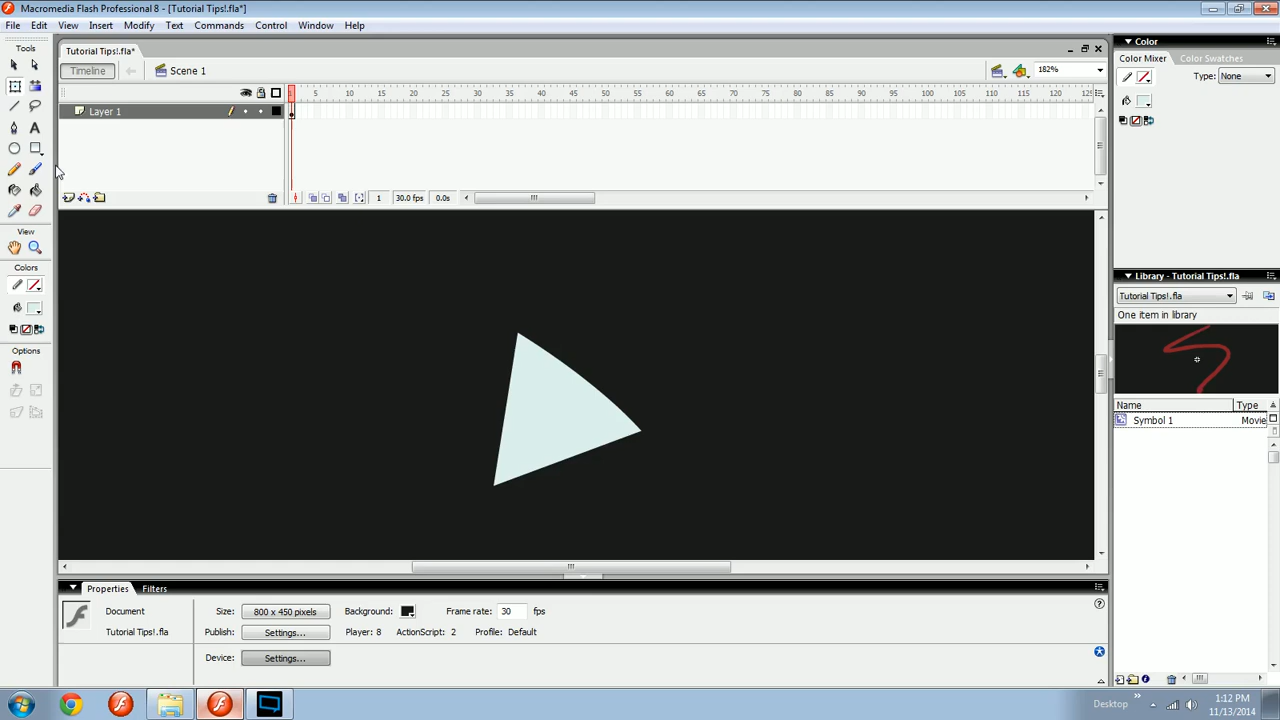 Macromedia Flash Professional 8 - [Tutorial Tips!.fla*]
File Edit View Insert Modify Text Commands Control Window Help
Tools
View
Colors
Options
Tutorial Tips!.fla*
Timeline
Scene 1
182%
1 5 10 15 20 25 30 35 40 45 50 55 60 65 70 75 80 85 90 95 100 105 110 115 120 125
Layer 1
1 30.0 fps 0.0s
Properties Filters
Document
Tutorial Tips!.fla
Size: 800 x 450 pixels Background: Frame rate: 30 fps
Publish: Settings... Player: 8 ActionScript: 2 Profile: Default
Device: Settings...
Color
Color Mixer Color Swatches
Type: None
Library - Tutorial Tips!.fla
Tutorial Tips!.fla
One item in library
Name Type
Symbol 1 Movie
Desktop
1:12 PM
11/13/2014